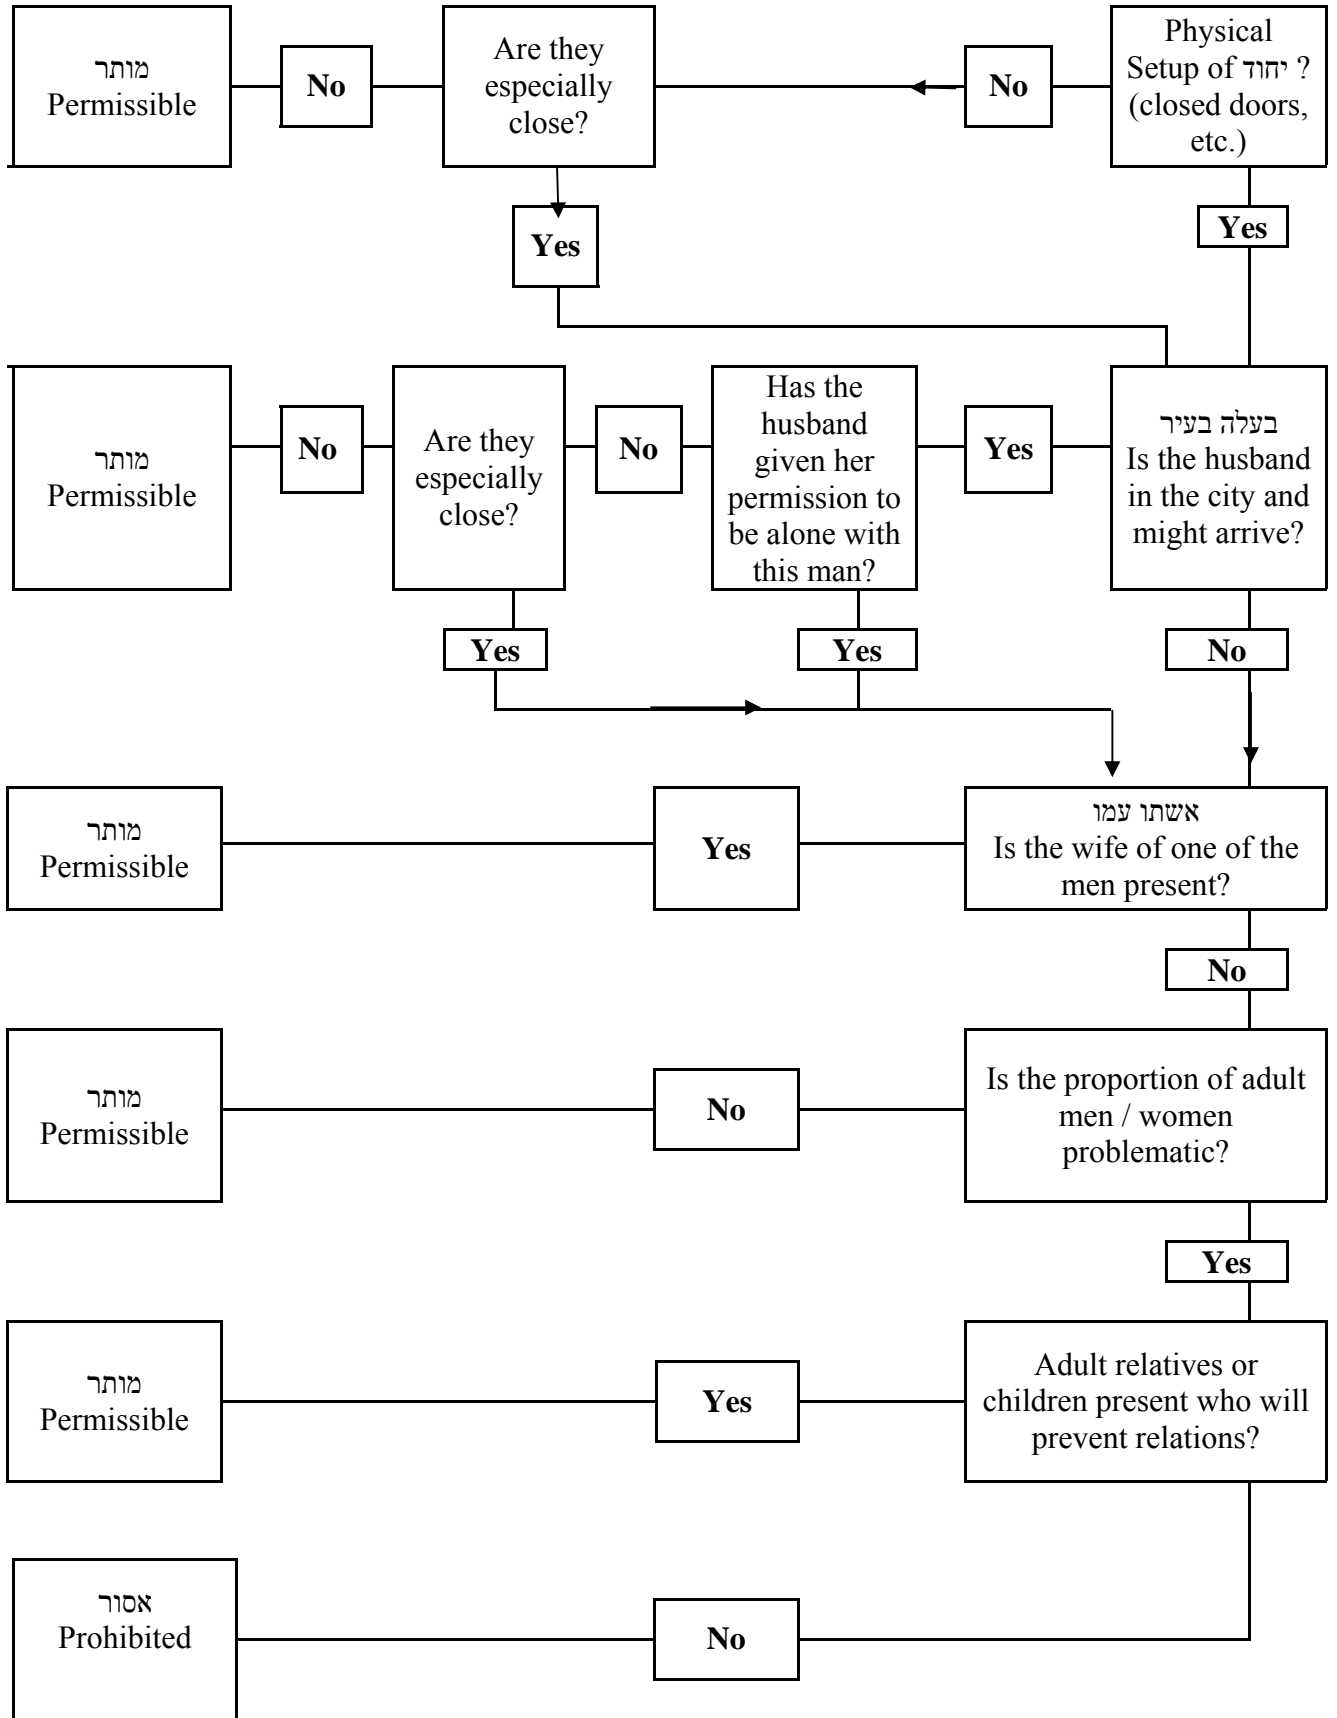 מותר
Permissible
No
Are they
especially
close?
No
Physical
Setup of יחוד ?
(closed doors,
etc.)
Yes
Yes
מותר
Permissible
No
Are they
especially
close?
No
Has the
husband
given her
permission to
be alone with
this man?
Yes
בעלה בעיר
Is the husband
in the city and
might arrive?
Yes
Yes
No
מותר
Permissible
Yes
אשתו עמו
Is the wife of one of the
men present?
No
מותר
Permissible
No
Is the proportion of adult
men / women
problematic?
Yes
מותר
Permissible
Yes
Adult relatives or
children present who will
prevent relations?
אסור
Prohibited
No